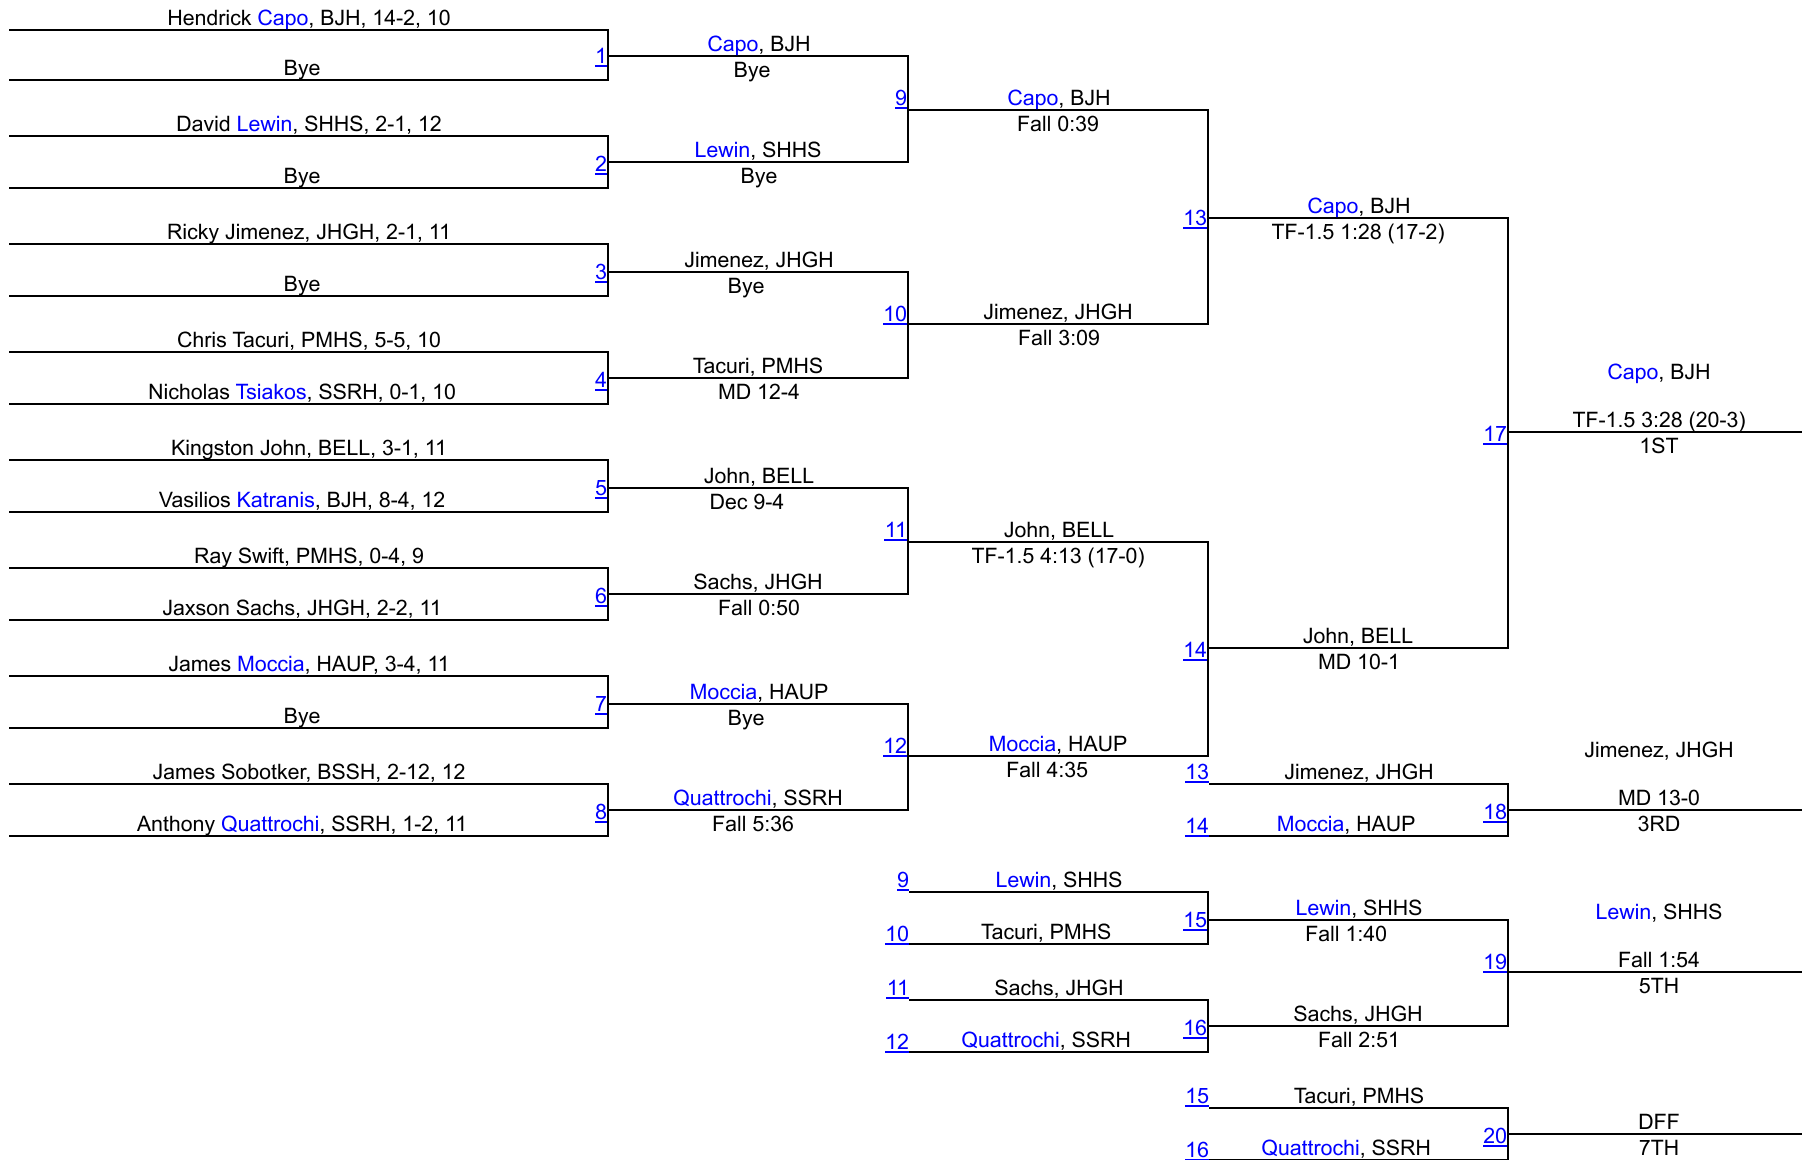 Hendrick Capo, BJH, 14-2, 10
1
Bye
Capo, BJH
Bye
9
David Lewin, SHHS, 2-1, 12
2
Bye
Lewin, SHHS
Bye
Capo, BJH
Fall 0:39
Ricky Jimenez, JHGH, 2-1, 11
3
Bye
Jimenez, JHGH
Bye
10
Chris Tacuri, PMHS, 5-5, 10
4
Nicholas Tsiakos, SSRH, 0-1, 10
Tacuri, PMHS
MD 12-4
Jimenez, JHGH
Fall 3:09
13
Capo, BJH
TF-1.5 1:28 (17-2)
Kingston John, BELL, 3-1, 11
5
Vasilios Katranis, BJH, 8-4, 12
John, BELL
Dec 9-4
11
Ray Swift, PMHS, 0-4, 9
6
Jaxson Sachs, JHGH, 2-2, 11
Sachs, JHGH
Fall 0:50
John, BELL
TF-1.5 4:13 (17-0)
James Moccia, HAUP, 3-4, 11
7
Bye
Moccia, HAUP
Bye
12
James Sobotker, BSSH, 2-12, 12
8
Anthony Quattrochi, SSRH, 1-2, 11
Quattrochi, SSRH
Fall 5:36
Moccia, HAUP
Fall 4:35
14
John, BELL
MD 10-1
17
Capo, BJH
TF-1.5 3:28 (20-3)
1ST
13
Jimenez, JHGH
14
Moccia, HAUP
18
Jimenez, JHGH
MD 13-0
3RD
9
Lewin, SHHS
10
Tacuri, PMHS
15
Lewin, SHHS
Fall 1:40
11
Sachs, JHGH
12
Quattrochi, SSRH
16
Sachs, JHGH
Fall 2:51
19
Lewin, SHHS
Fall 1:54
5TH
15
Tacuri, PMHS
16
Quattrochi, SSRH
20
DFF
7TH